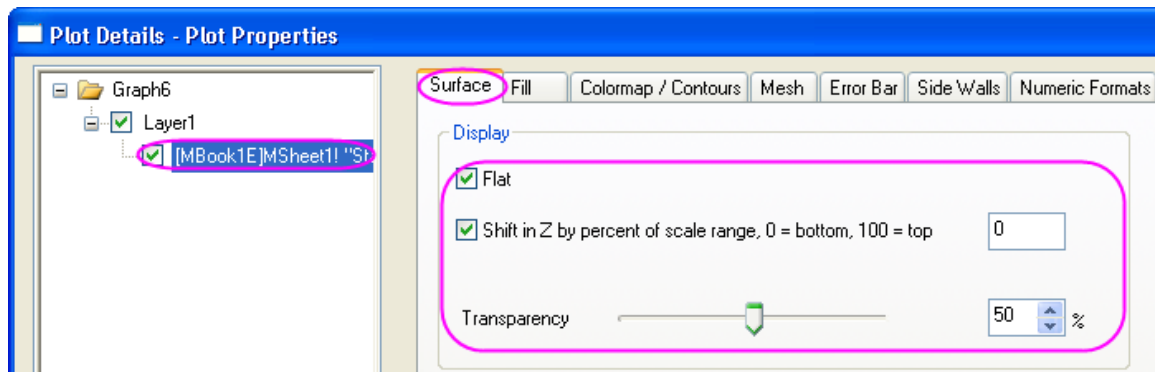 Plot Details - Plot Properties
Graph6
Layer1
[MBook1E]MSheet1! "Sh
Surface Fill Colormap / Contours Mesh Error Bar Side Walls Numeric Formats
Display
Flat
Shift in Z by percent of scale range, 0 = bottom, 100 = top 0
Transparency 50 %